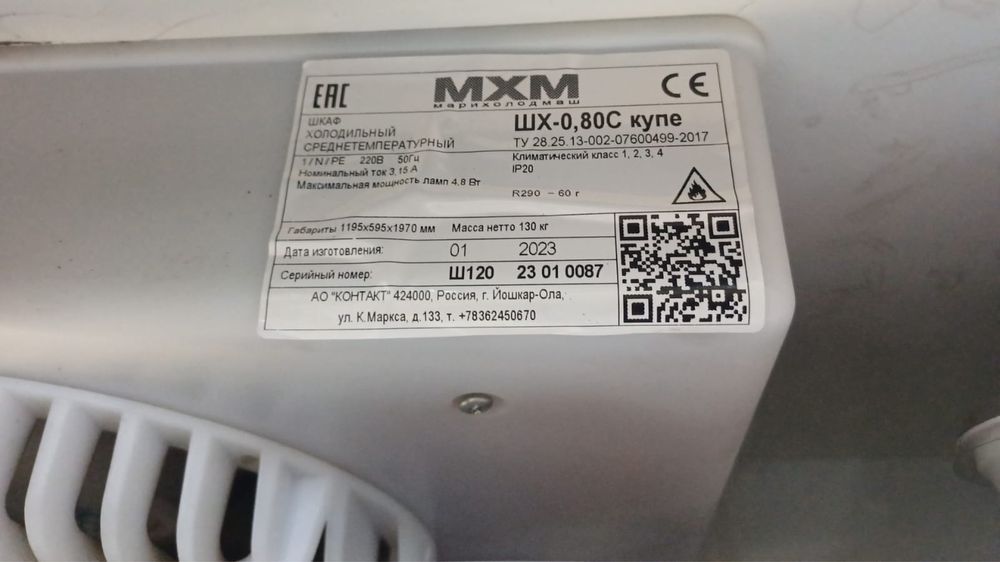 EAC
МХМ
марихолодмаш
CE
ШКАФ
ХОЛОДИЛЬНЫЙ
СРЕДНЕТЕМПЕРАТУРНЫЙ
ШХ-0,80С купе
ТУ 28.25.13-002-07600499-2017
1/N/PE 220В 50Гц
Номинальный ток 3,15 А
Максимальная мощность ламп 4,8 Вт
Климатический класс 1, 2, 3, 4
IP20
R290 – 60 г
Габариты 1195х595х1970 мм Масса нетто 130 кг
Дата изготовления: 01 2023
Серийный номер: Ш120 23 01 0087
АО "КОНТАКТ" 424000, Россия, г. Йошкар-Ола,
ул. К.Маркса, д.133, т. +78362450670